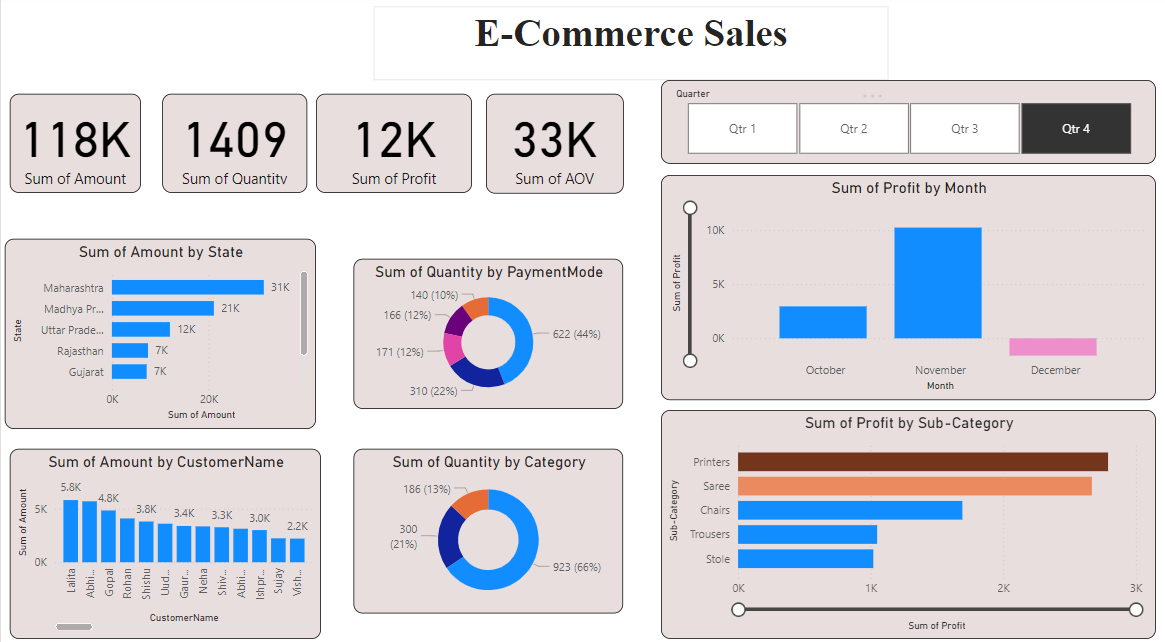 E-Commerce Sales
118K
Sum of Amount
1409
Sum of Quantity
12K
Sum of Profit
33K
Sum of AOV
Quarter
Qtr 1
Qtr 2
Qtr 3
Qtr 4
Sum of Profit by Month
Sum of Profit
10K
5K
0K
October
November
December
Month
Sum of Amount by State
State
Maharashtra
31K
Madhya Pr...
21K
Uttar Prade...
12K
Rajasthan
7K
Gujarat
7K
0K
20K
Sum of Amount
Sum of Quantity by PaymentMode
140 (10%)
166 (12%)
171 (12%)
310 (22%)
622 (44%)
Sum of Profit by Sub-Category
Sub-Category
Printers
Saree
Chairs
Trousers
Stole
0K
1K
2K
3K
Sum of Profit
Sum of Amount by CustomerName
Sum of Amount
5K
0K
5.8K
4.8K
3.8K
3.4K
3.3K
3.0K
2.2K
Lalita
Abhi...
Gopal
Rohan
Shishu
Uud...
Gaur...
Neha
Shiv...
Abhi...
Ishpr...
Sujay
Vish...
CustomerName
Sum of Quantity by Category
186 (13%)
300
(21%)
923 (66%)